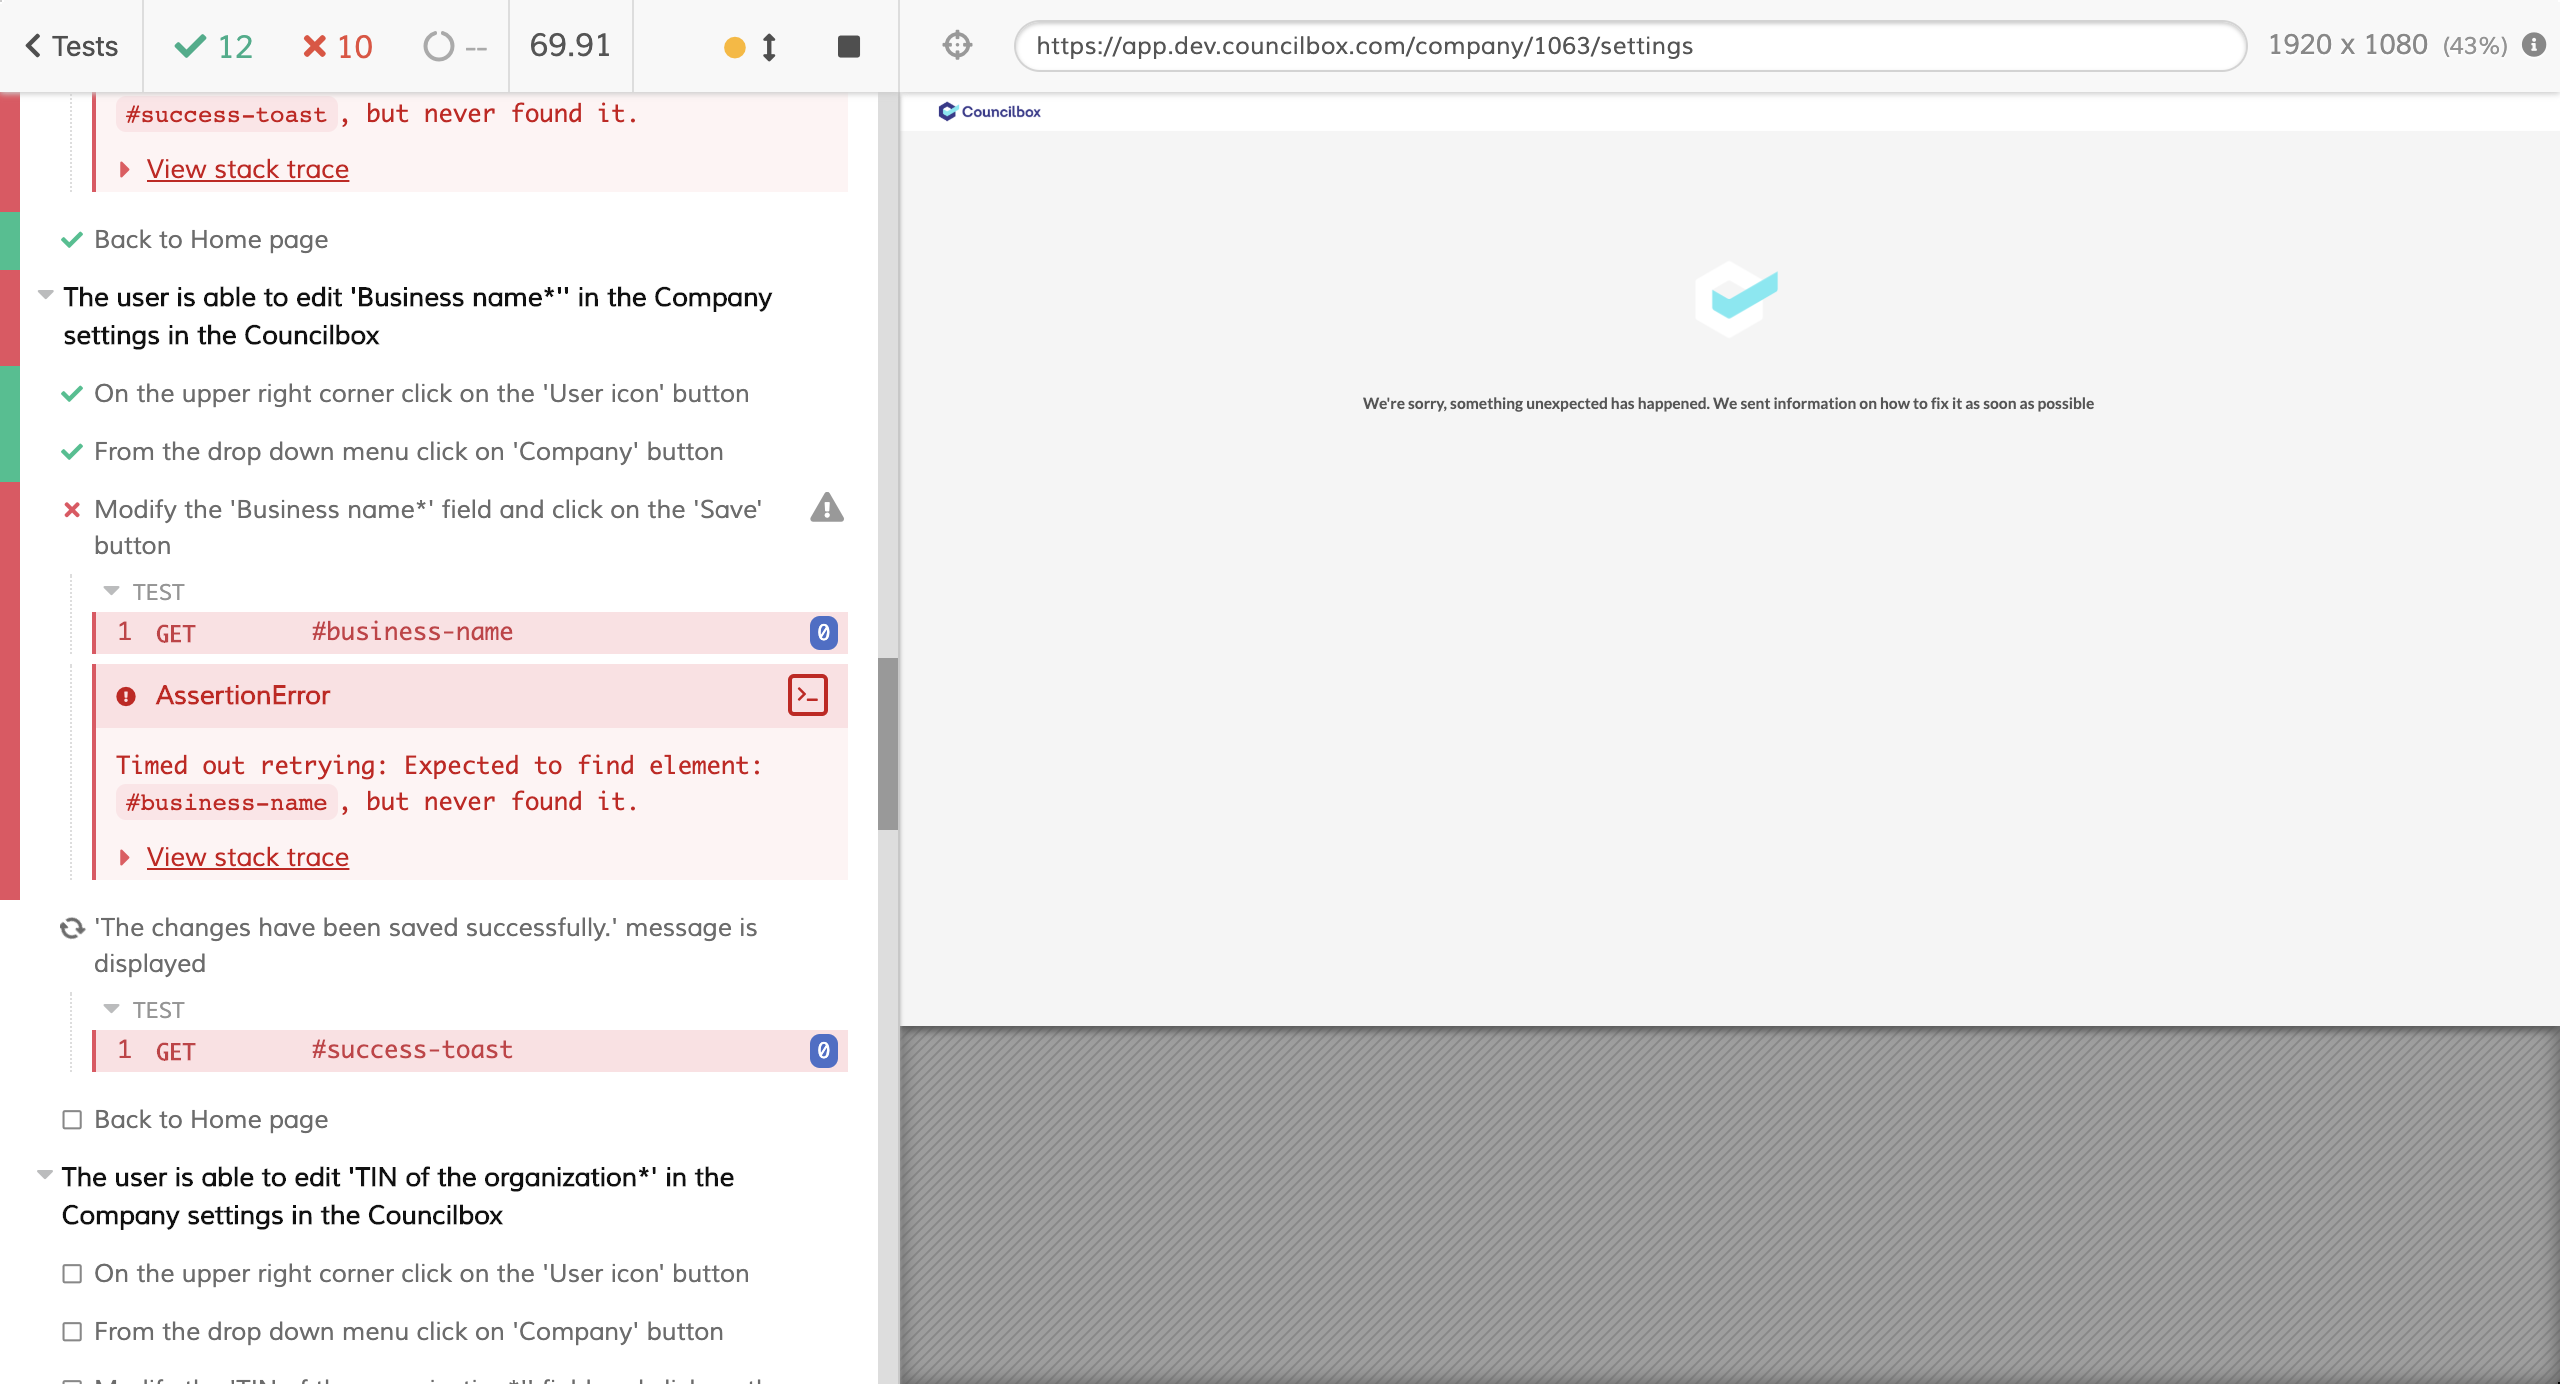 Tests
12
10
--
69.91
https://app.dev.councilbox.com/company/1063/settings
1920 x 1080 (43%)
#success-toast , but never found it.
View stack trace
Back to Home page
The user is able to edit 'Business name*'' in the Company
settings in the Councilbox
On the upper right corner click on the 'User icon' button
From the drop down menu click on 'Company' button
Modify the 'Business name*' field and click on the 'Save'
button
TEST
1 GET #business-name 0
AssertionError
Timed out retrying: Expected to find element:
#business-name , but never found it.
View stack trace
'The changes have been saved successfully.' message is
displayed
TEST
1 GET #success-toast 0
Back to Home page
The user is able to edit 'TIN of the organization*' in the
Company settings in the Councilbox
On the upper right corner click on the 'User icon' button
From the drop down menu click on 'Company' button
Councilbox
We're sorry, something unexpected has happened. We sent information on how to fix it as soon as possible